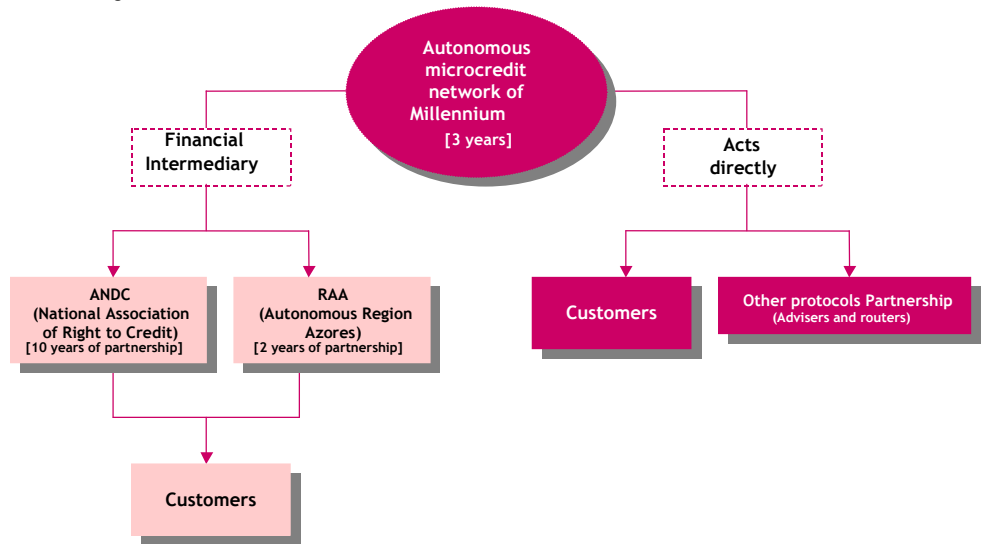 Autonomous
microcredit
network of
Millennium
[3 years]
Financial
Intermediary
Acts
directly
ANDC
(National Association
of Right to Credit)
[10 years of partnership]
RAA
(Autonomous Region
Azores)
[2 years of partnership]
Customers
Other protocols Partnership
(Advisers and routers)
Customers